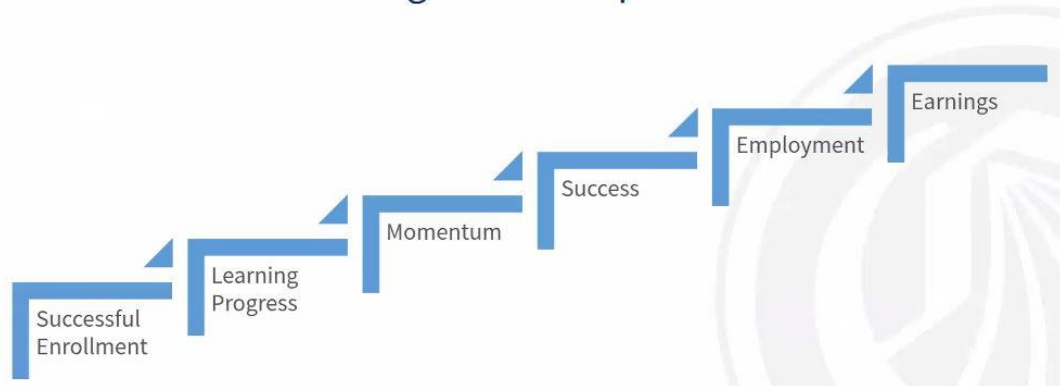 Successful
Enrollment
Learning
Progress
Momentum
Success
Employment
Earnings